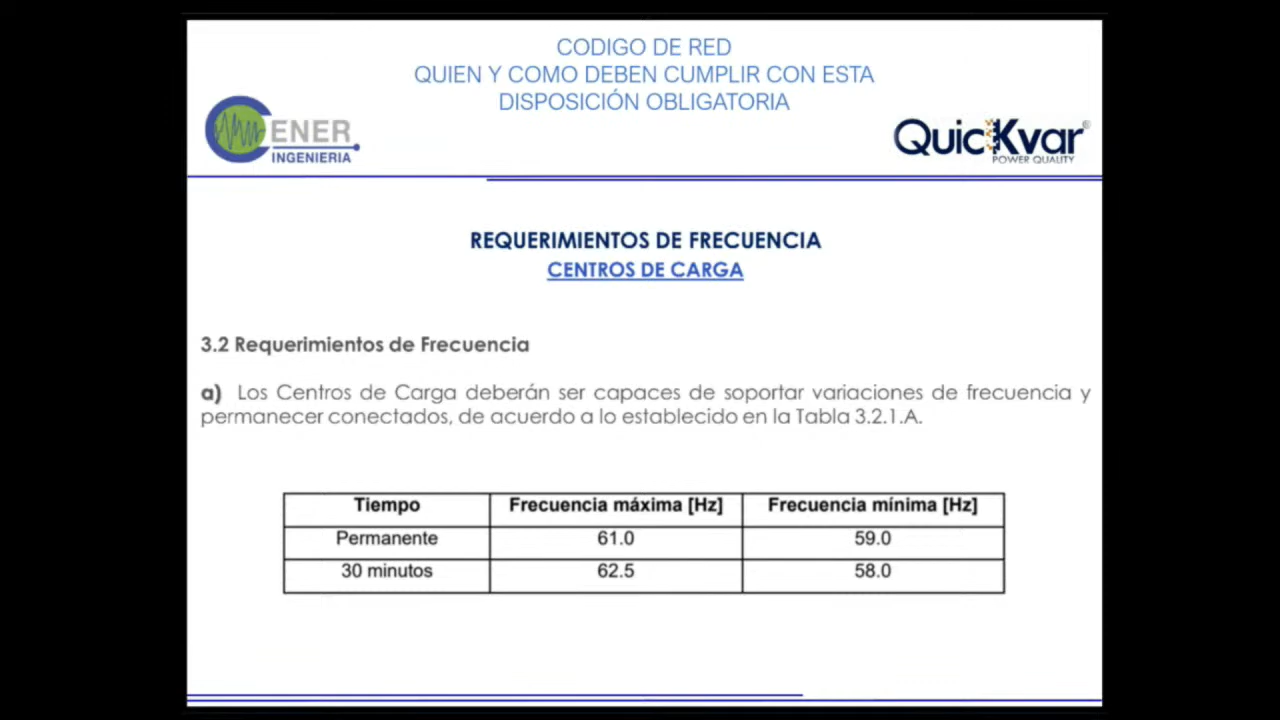 CODIGO DE RED
QUIEN Y COMO DEBEN CUMPLIR CON ESTA
DISPOSICIÓN OBLIGATORIA
CENER
INGENIERIA
QuicKvar®
POWER QUALITY
REQUERIMIENTOS DE FRECUENCIA
CENTROS DE CARGA
3.2 Requerimientos de Frecuencia
a) Los Centros de Carga deberán ser capaces de soportar variaciones de frecuencia y
permanecer conectados, de acuerdo a lo establecido en la Tabla 3.2.1.A.
Tiempo Frecuencia máxima [Hz] Frecuencia mínima [Hz]
Permanente 61.0 59.0
30 minutos 62.5 58.0